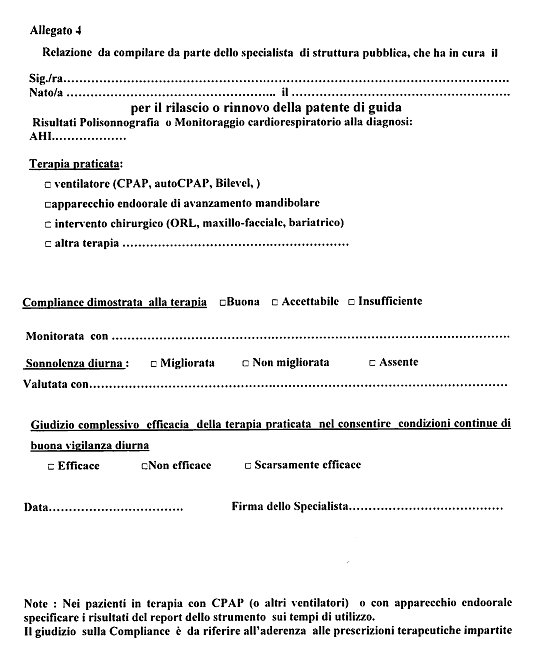 Allegato 4
Relazione da compilare da parte dello specialista di struttura pubblica, che ha in cura il
Sig./ra.................................................................................................................
Nato/a ...................................................... il .........................................................
per il rilascio o rinnovo della patente di guida
Risultati Polisonnografia o Monitoraggio cardiorespiratorio alla diagnosi:
AHI...................
Terapia praticata:
□ ventilatore (CPAP, autoCPAP, Bilevel, )
□apparecchio endoorale di avanzamento mandibolare
□ intervento chirurgico (ORL, maxillo-facciale, bariatrico)
□ altra terapia .........................................................
Compliance dimostrata alla terapia □Buona □ Accettabile □ Insufficiente
Monitorata con ....................................................................................................
Sonnolenza diurna : □ Migliorata □ Non migliorata □ Assente
Valutata con.........................................................................................................
Giudizio complessivo efficacia della terapia praticata nel consentire condizioni continue di
buona vigilanza diurna
□ Efficace □Non efficace □ Scarsamente efficace
Data.................................. Firma dello Specialista.......................................
Note : Nei pazienti in terapia con CPAP (o altri ventilatori) o con apparecchio endoorale
specificare i risultati del report dello strumento sui tempi di utilizzo.
Il giudizio sulla Compliance è da riferire all'aderenza alle prescrizioni terapeutiche impartite